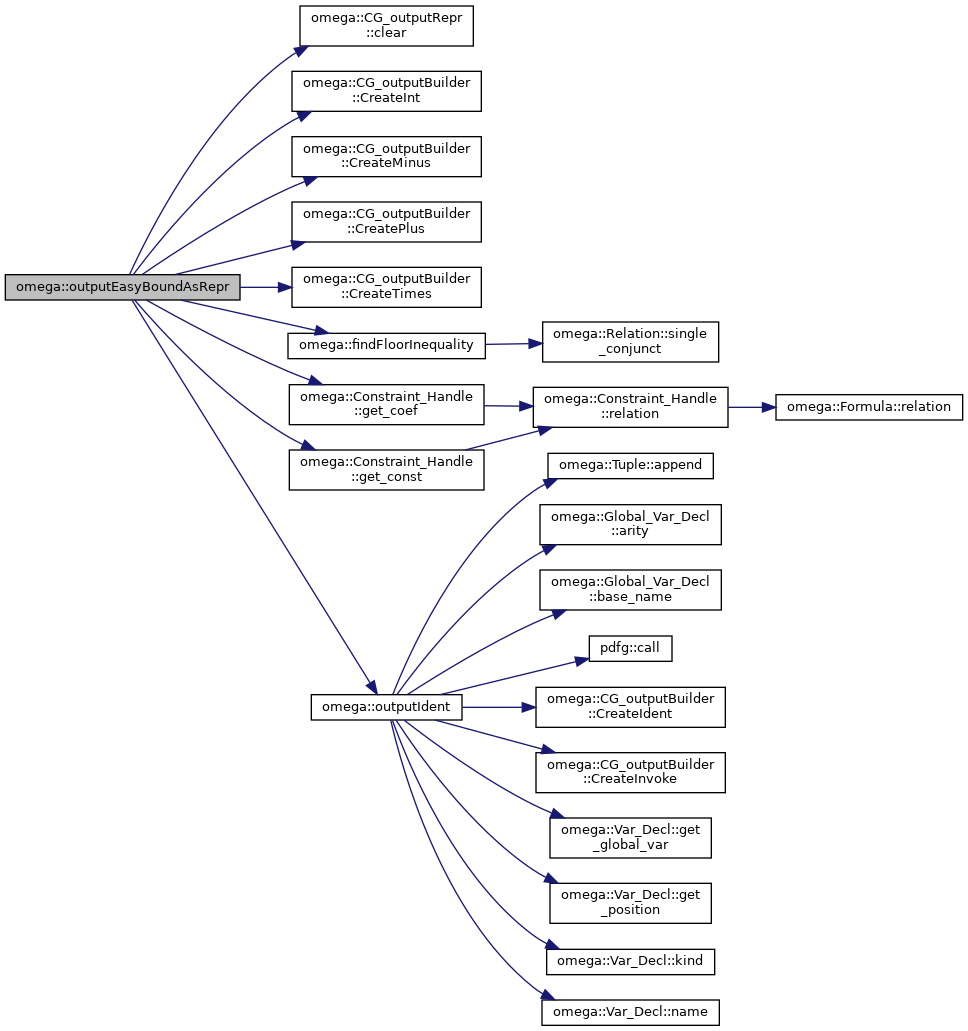 omega::CG_outputRepr
::clear
omega::CG_outputBuilder
::CreateInt
omega::CG_outputBuilder
::CreateMinus
omega::CG_outputBuilder
::CreatePlus
omega::outputEasyBoundAsRepr
omega::CG_outputBuilder
::CreateTimes
omega::findFloorInequality
omega::Relation::single
_conjunct
omega::Constraint_Handle
::get_coef
omega::Constraint_Handle
::relation
omega::Formula::relation
omega::Constraint_Handle
::get_const
omega::Tuple::append
omega::Global_Var_Decl
::arity
omega::Global_Var_Decl
::base_name
pdfg::call
omega::outputIdent
omega::CG_outputBuilder
::CreateIdent
omega::CG_outputBuilder
::CreateInvoke
omega::Var_Decl::get
_global_var
omega::Var_Decl::get
_position
omega::Var_Decl::kind
omega::Var_Decl::name